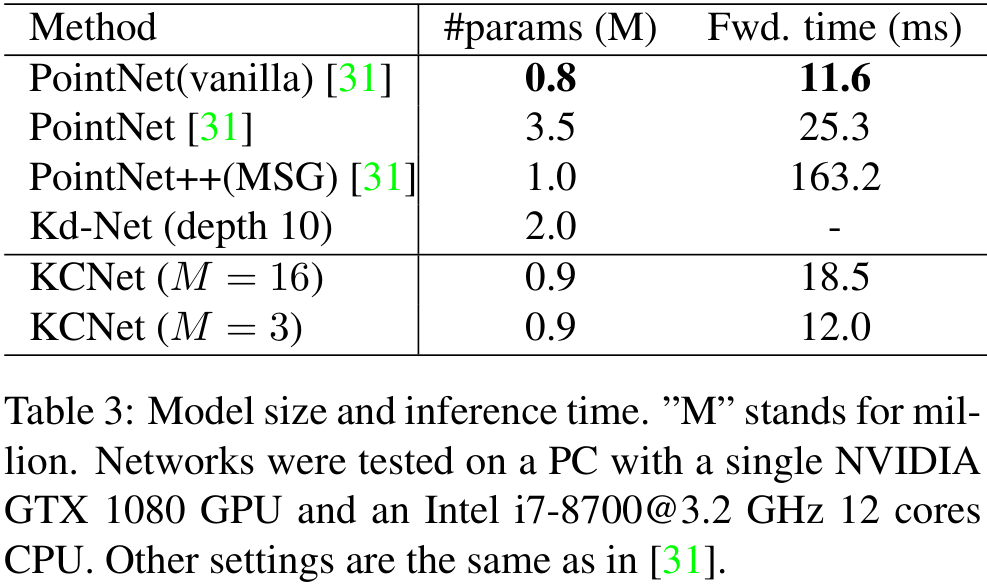 Method #params (M) Fwd. time (ms)
PointNet(vanilla) [31] 0.8 11.6
PointNet [31] 3.5 25.3
PointNet++(MSG) [31] 1.0 163.2
Kd-Net (depth 10) 2.0 -
KCNet (M = 16) 0.9 18.5
KCNet (M = 3) 0.9 12.0
Table 3: Model size and inference time. ”M” stands for mil-
lion. Networks were tested on a PC with a single NVIDIA
GTX 1080 GPU and an Intel i7-8700@3.2 GHz 12 cores
CPU. Other settings are the same as in [31].